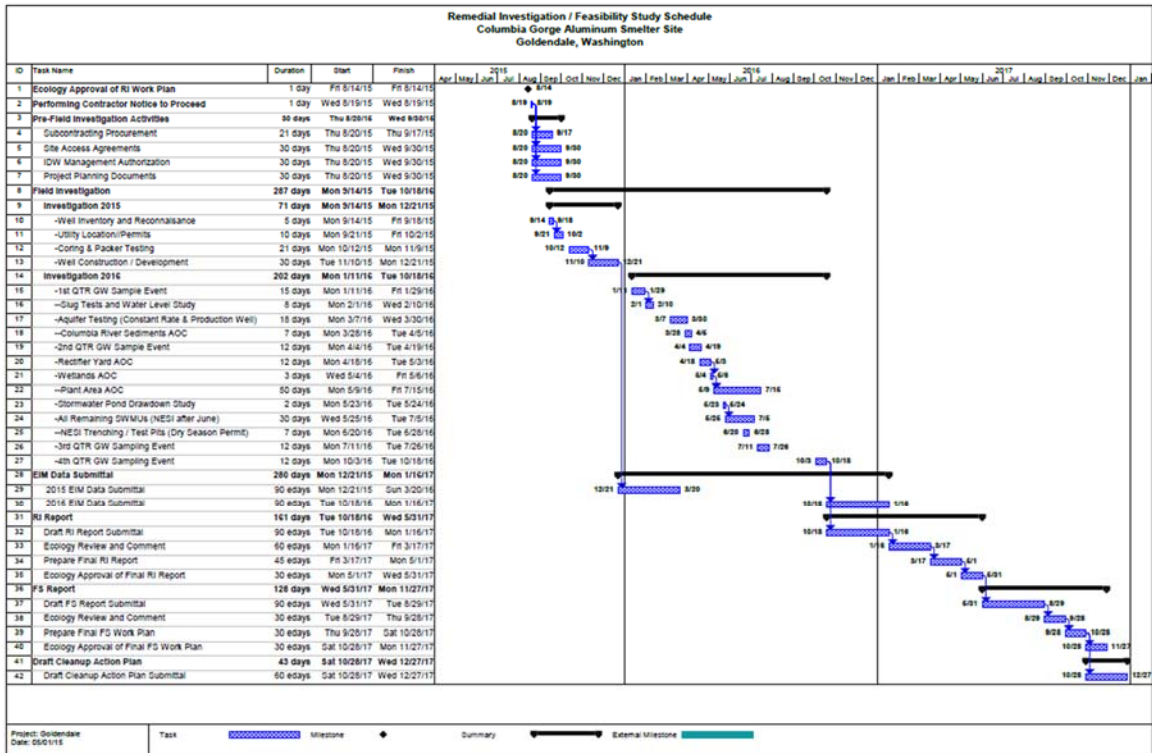 Remedial Investigation / Feasibility Study Schedule
Columbia Gorge Aluminum Smelter Site
Goldendale, Washington
ID Task Name Duration Start Finish 2015 2016 2017
Apr May Jun Jul Aug Sep Oct Nov Dec Jan Feb Mar Apr May Jun Jul Aug Sep Oct Nov Dec Jan Feb Mar Apr May Jun Jul Aug Sep Oct Nov Dec Jan
1 Ecology Approval of RI Work Plan 1 day Fri 8/14/15 Fri 8/14/15 8/14
2 Performing Contractor Notice to Proceed 1 day Wed 8/19/15 Wed 8/19/15 8/19 8/19
3 Pre-Field Investigation Activities 30 days Thu 8/20/15 Wed 9/30/15
4 Subcontracting Procurement 21 days Thu 8/20/15 Thu 9/17/15 8/20 9/17
5 Site Access Agreements 30 days Thu 8/20/15 Wed 9/30/15 8/20 9/30
6 IDW Management Authorization 30 days Thu 8/20/15 Wed 9/30/15 8/20 9/30
7 Project Planning Documents 30 days Thu 8/20/15 Wed 9/30/15 8/20 9/30
8 Field Investigation 287 days Mon 9/14/15 Tue 10/18/16
9 Investigation 2015 71 days Mon 9/14/15 Mon 12/21/15
10 -Well Inventory and Reconnaisance 5 days Mon 9/14/15 Fri 9/18/15 9/14 9/18
11 -Utility Location//Permits 10 days Mon 9/21/15 Fri 10/2/15 9/21 10/2
12 -Coring & Packer Testing 21 days Mon 10/12/15 Mon 11/9/15 10/12 11/9
13 -Well Construction / Development 30 days Tue 11/10/15 Mon 12/21/15 11/10 12/21
14 Investigation 2016 202 days Mon 1/11/16 Tue 10/18/16
15 -1st QTR GW Sample Event 15 days Mon 1/11/16 Fri 1/29/16 1/11 1/29
16 --Slug Tests and Water Level Study 8 days Mon 2/1/16 Wed 2/10/16 2/1 2/10
17 -Aquifer Testing (Constant Rate & Production Well) 18 days Mon 3/7/16 Wed 3/30/16 3/7 3/30
18 --Columbia River Sediments AOC 7 days Mon 3/28/16 Tue 4/5/16 3/28 4/5
19 -2nd QTR GW Sample Event 12 days Mon 4/4/16 Tue 4/19/16 4/4 4/19
20 -Rectifier Yard AOC 12 days Mon 4/18/16 Tue 5/3/16 4/18 5/3
21 -Wetlands AOC 3 days Wed 5/4/16 Fri 5/6/16 5/4 5/6
22 --Plant Area AOC 50 days Mon 5/9/16 Fri 7/15/16 5/9 7/15
23 -Stormwater Pond Drawdown Study 2 days Mon 5/23/16 Tue 5/24/16 5/23 5/24
24 -All Remaining SWMUs (NESI after June) 30 days Wed 5/25/16 Tue 7/5/16 5/25 7/5
25 --NESI Trenching / Test Pits (Dry Season Permit) 7 days Mon 6/20/16 Tue 6/28/16 6/20 6/28
26 -3rd QTR GW Sampling Event 12 days Mon 7/11/16 Tue 7/26/16 7/11 7/26
27 -4th QTR GW Sampling Event 12 days Mon 10/3/16 Tue 10/18/16 10/3 10/18
28 EIM Data Submittal 280 days Mon 12/21/15 Mon 1/16/17
29 2015 EIM Data Submittal 90 edays Mon 12/21/15 Sun 3/20/16 12/21 3/20
30 2016 EIM Data Submittal 90 edays Tue 10/18/16 Mon 1/16/17 10/18 1/16
31 RI Report 161 days Tue 10/18/16 Wed 5/31/17
32 Draft RI Report Submittal 90 edays Tue 10/18/16 Mon 1/16/17 10/18 1/16
33 Ecology Review and Comment 60 edays Mon 1/16/17 Fri 3/17/17 1/16 3/17
34 Prepare Final RI Report 45 edays Fri 3/17/17 Mon 5/1/17 3/17 5/1
35 Ecology Approval of Final RI Report 30 edays Mon 5/1/17 Wed 5/31/17 5/1 5/31
36 FS Report 128 days Wed 5/31/17 Mon 11/27/17
37 Draft FS Report Submittal 90 edays Wed 5/31/17 Tue 8/29/17 5/31 8/29
38 Ecology Review and Comment 30 edays Tue 8/29/17 Thu 9/28/17 8/29 9/28
39 Prepare Final FS Work Plan 30 edays Thu 9/28/17 Sat 10/28/17 9/28 10/28
40 Ecology Approval of Final FS Work Plan 30 edays Sat 10/28/17 Mon 11/27/17 10/28 11/27
41 Draft Cleanup Action Plan 43 days Sat 10/28/17 Wed 12/27/17
42 Draft Cleanup Action Plan Submittal 60 edays Sat 10/28/17 Wed 12/27/17 10/28 12/27
Project: Goldendale
Date: 05/01/15
Task Milestone Summary External Milestone